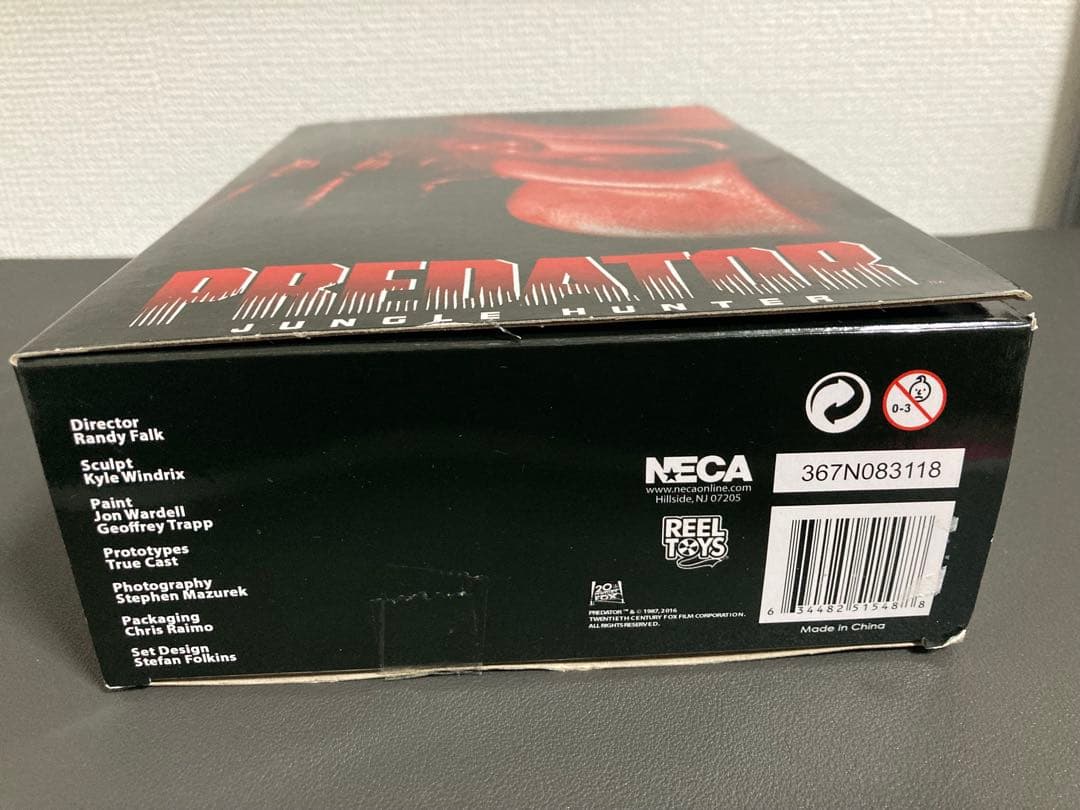 PREDATOR
JUNGLE HUNTER
Director
Randy Falk
Sculpt
Kyle Windrix
Paint
Jon Wardell
Geoffrey Trapp
Prototypes
True Cast
Photography
Stephen Mazurek
Packaging
Chris Raimo
Set Design
Stefan Folkins
0-3
NECA
www.necaonline.com
Hillside, NJ 07205
367N083118
REEL
TOYS
20th
FOX
PREDATOR ™ & © 1987, 2016
TWENTIETH CENTURY FOX FILM CORPORATION.
ALL RIGHTS RESERVED.
6 34482 51548 8
Made in China